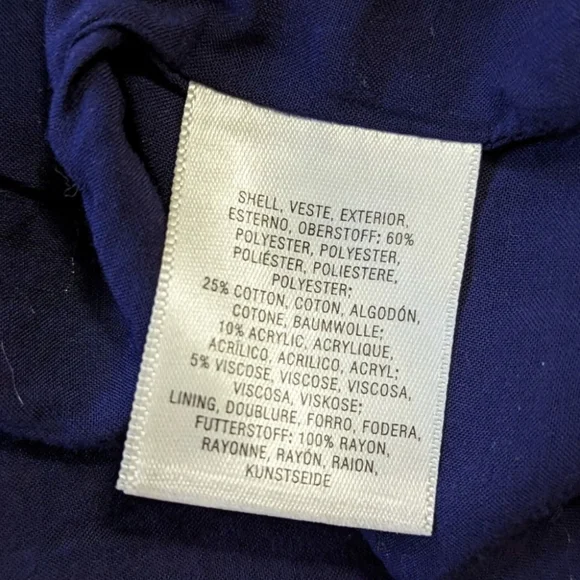 SHELL, VESTE, EXTERIOR,
ESTERNO, OBERSTOFF: 60%
POLYESTER, POLYESTER,
POLIÉSTER, POLIESTERE,
POLYESTER;
25% COTTON, COTON, ALGODÓN,
COTONE, BAUMWOLLE;
10% ACRYLIC, ACRYLIQUE,
ACRÍLICO, ACRILICO, ACRYL;
5% VISCOSE, VISCOSE, VISCOSA,
VISCOSA, VISKOSE;
LINING, DOUBLURE, FORRO, FODERA,
FUTTERSTOFF: 100% RAYON,
RAYONNE, RAYÓN, RAION,
KUNSTSEIDE